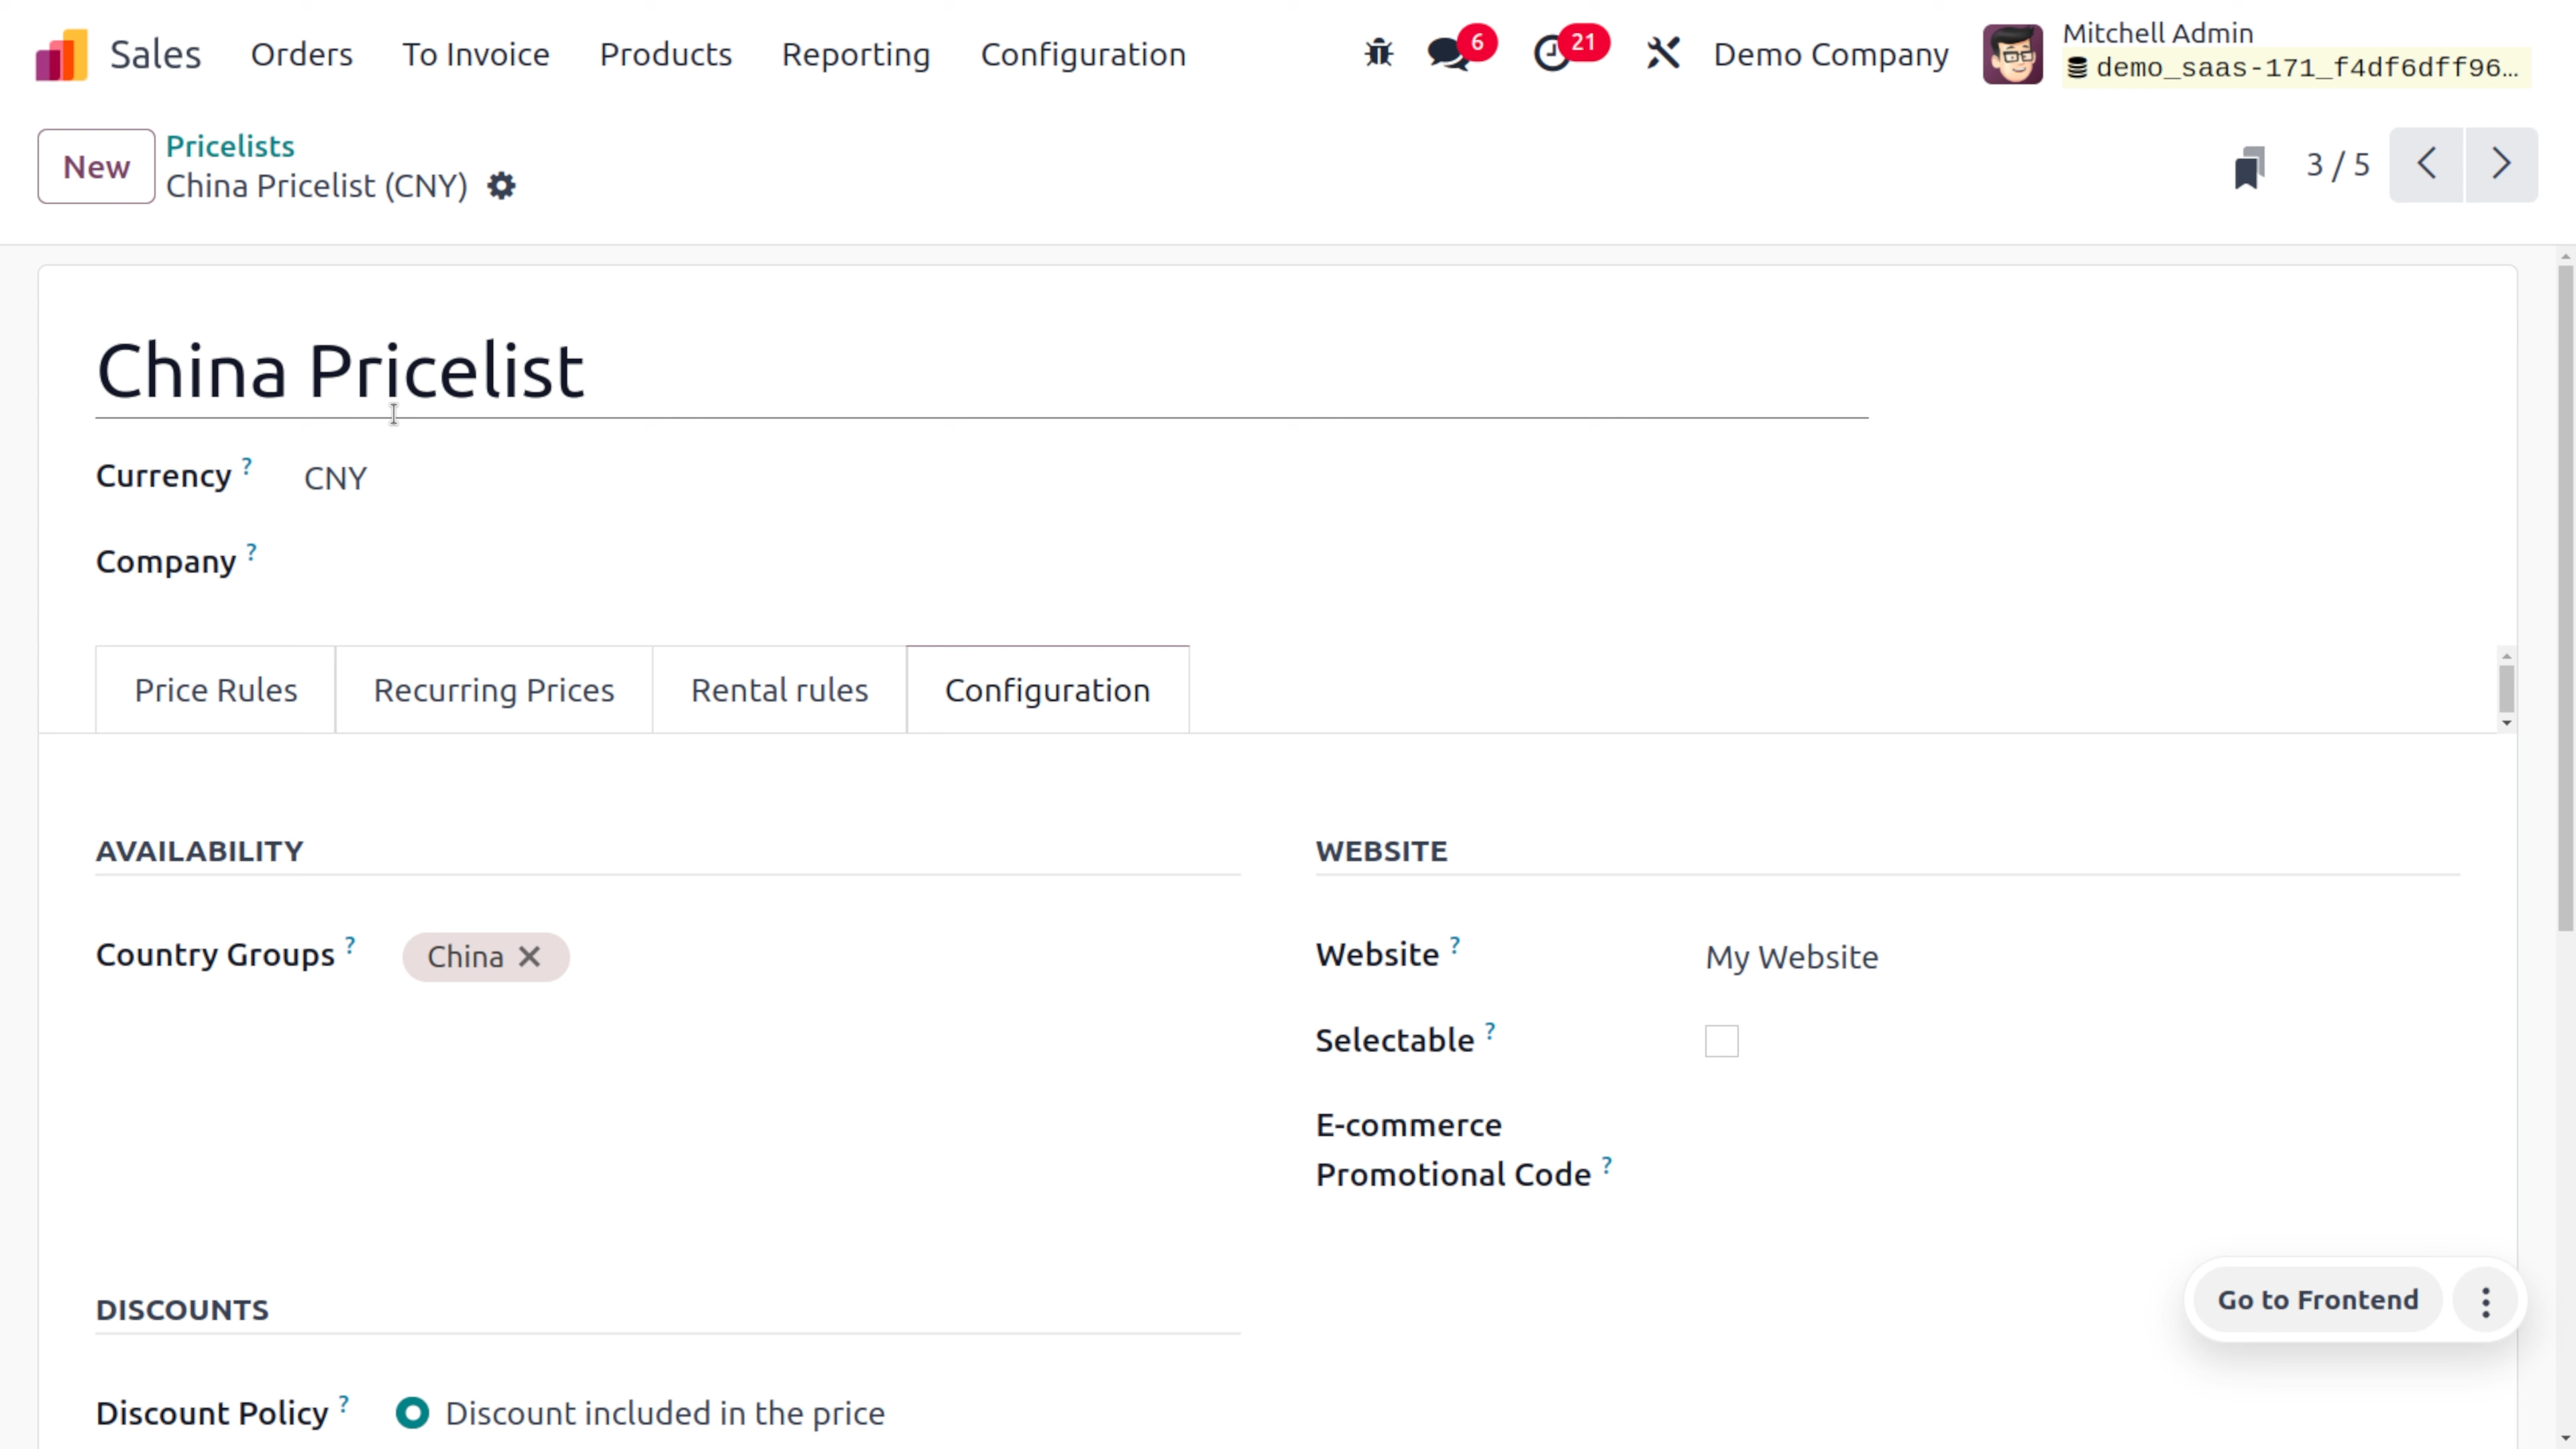 Sales Orders To Invoice Products Reporting Configuration 6 21 Demo Company Mitchell Admin
demo_saas-171_f4df6dff96...
New Pricelists
China Pricelist (CNY) 3 / 5
China Pricelist
Currency ? CNY
Company ?
Price Rules Recurring Prices Rental rules Configuration
AVAILABILITY WEBSITE
Country Groups ? China Website ? My Website
Selectable ?
E-commerce
Promotional Code ?
Go to Frontend
DISCOUNTS
Discount Policy ? Discount included in the price